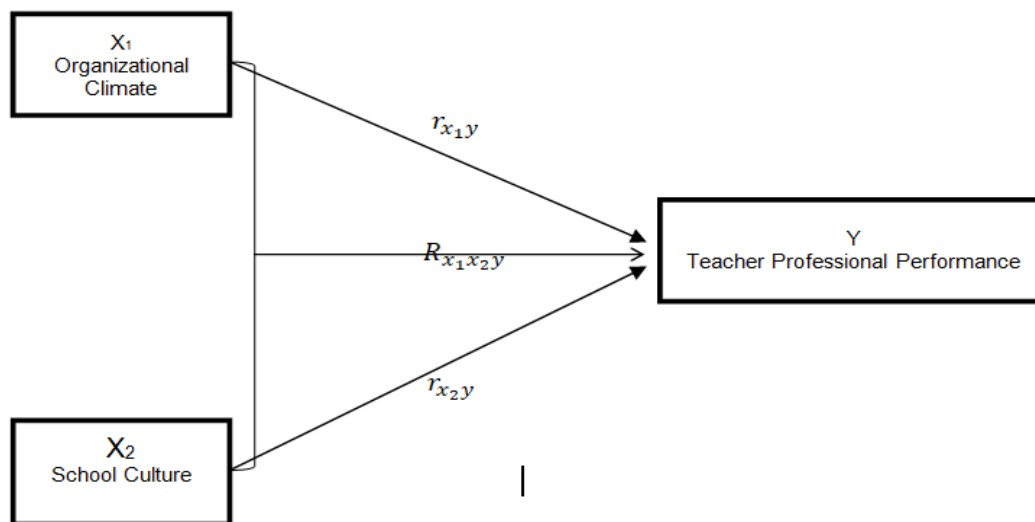 X₁
Organizational
Climate
r_{x₁y}
Y
Teacher Professional Performance
R_{x₁x₂y}
r_{x₂y}
X₂
School Culture